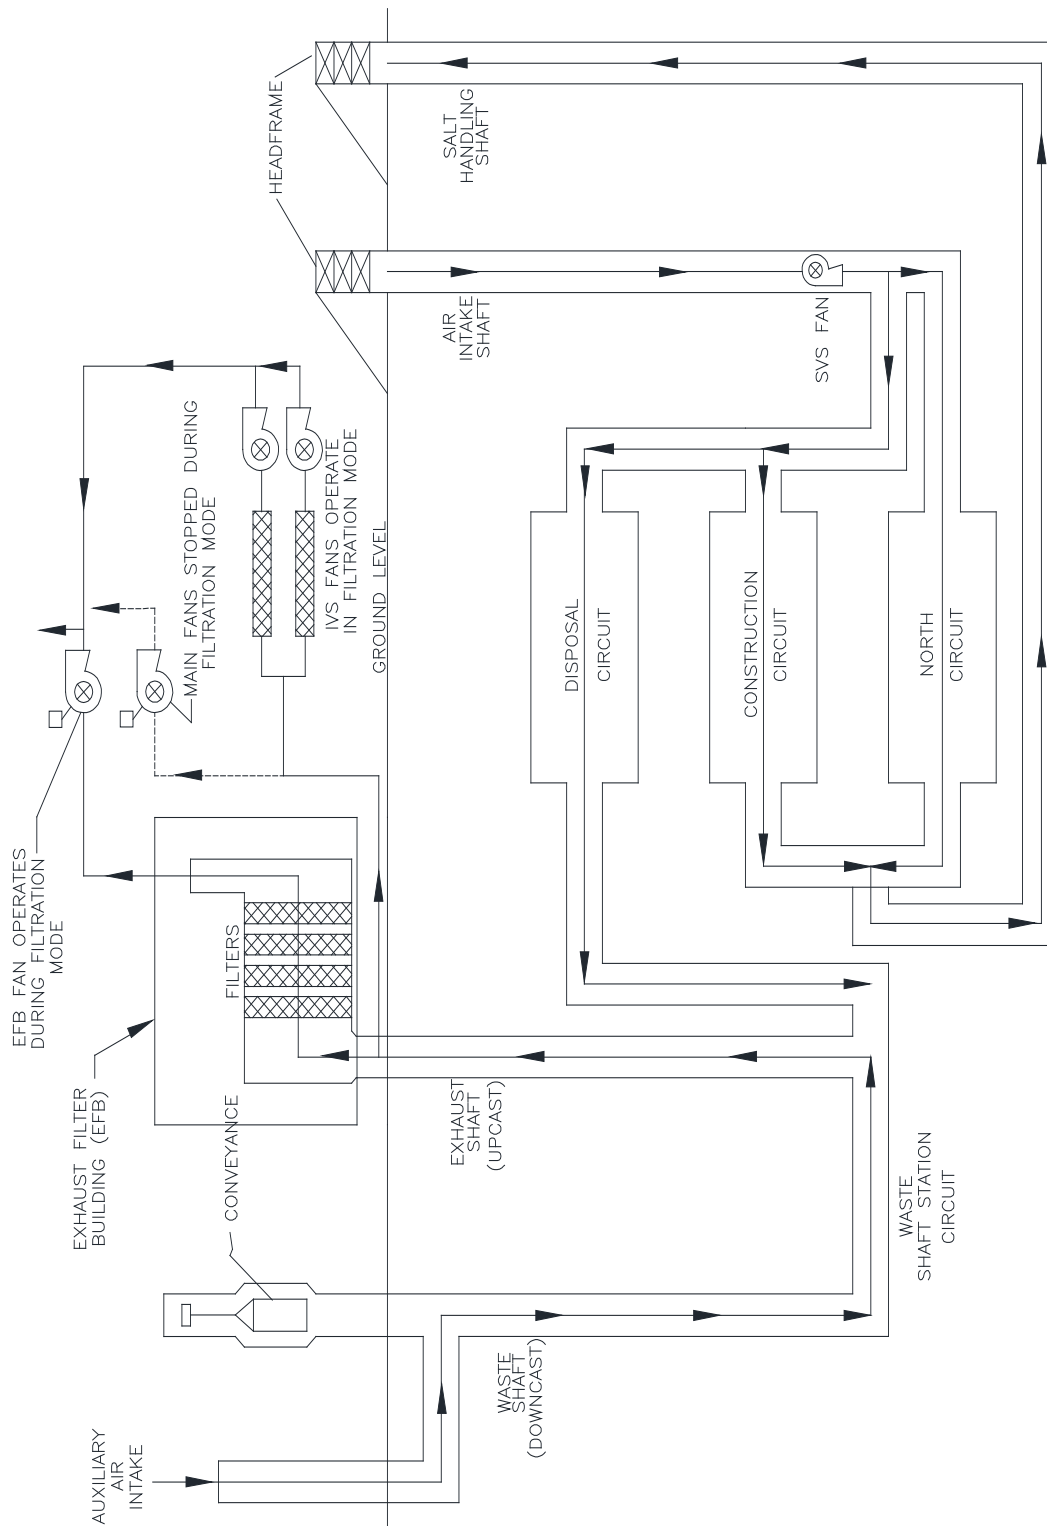 AUXILIARY
AIR
INTAKE
EXHAUST FILTER
BUILDING (EFB)
EFB FAN OPERATES
DURING FILTRATION
MODE
CONVEYANCE
FILTERS
MAIN FANS STOPPED DURING
FILTRATION MODE
IVS FANS OPERATE
IN FILTRATION MODE
HEADFRAME
GROUND LEVEL
WASTE
SHAFT
(DOWNCAST)
EXHAUST
SHAFT
(UPCAST)
AIR
INTAKE
SHAFT
SALT
HANDLING
SHAFT
DISPOSAL
CIRCUIT
CONSTRUCTION
CIRCUIT
NORTH
CIRCUIT
SVS FAN
WASTE
SHAFT STATION
CIRCUIT